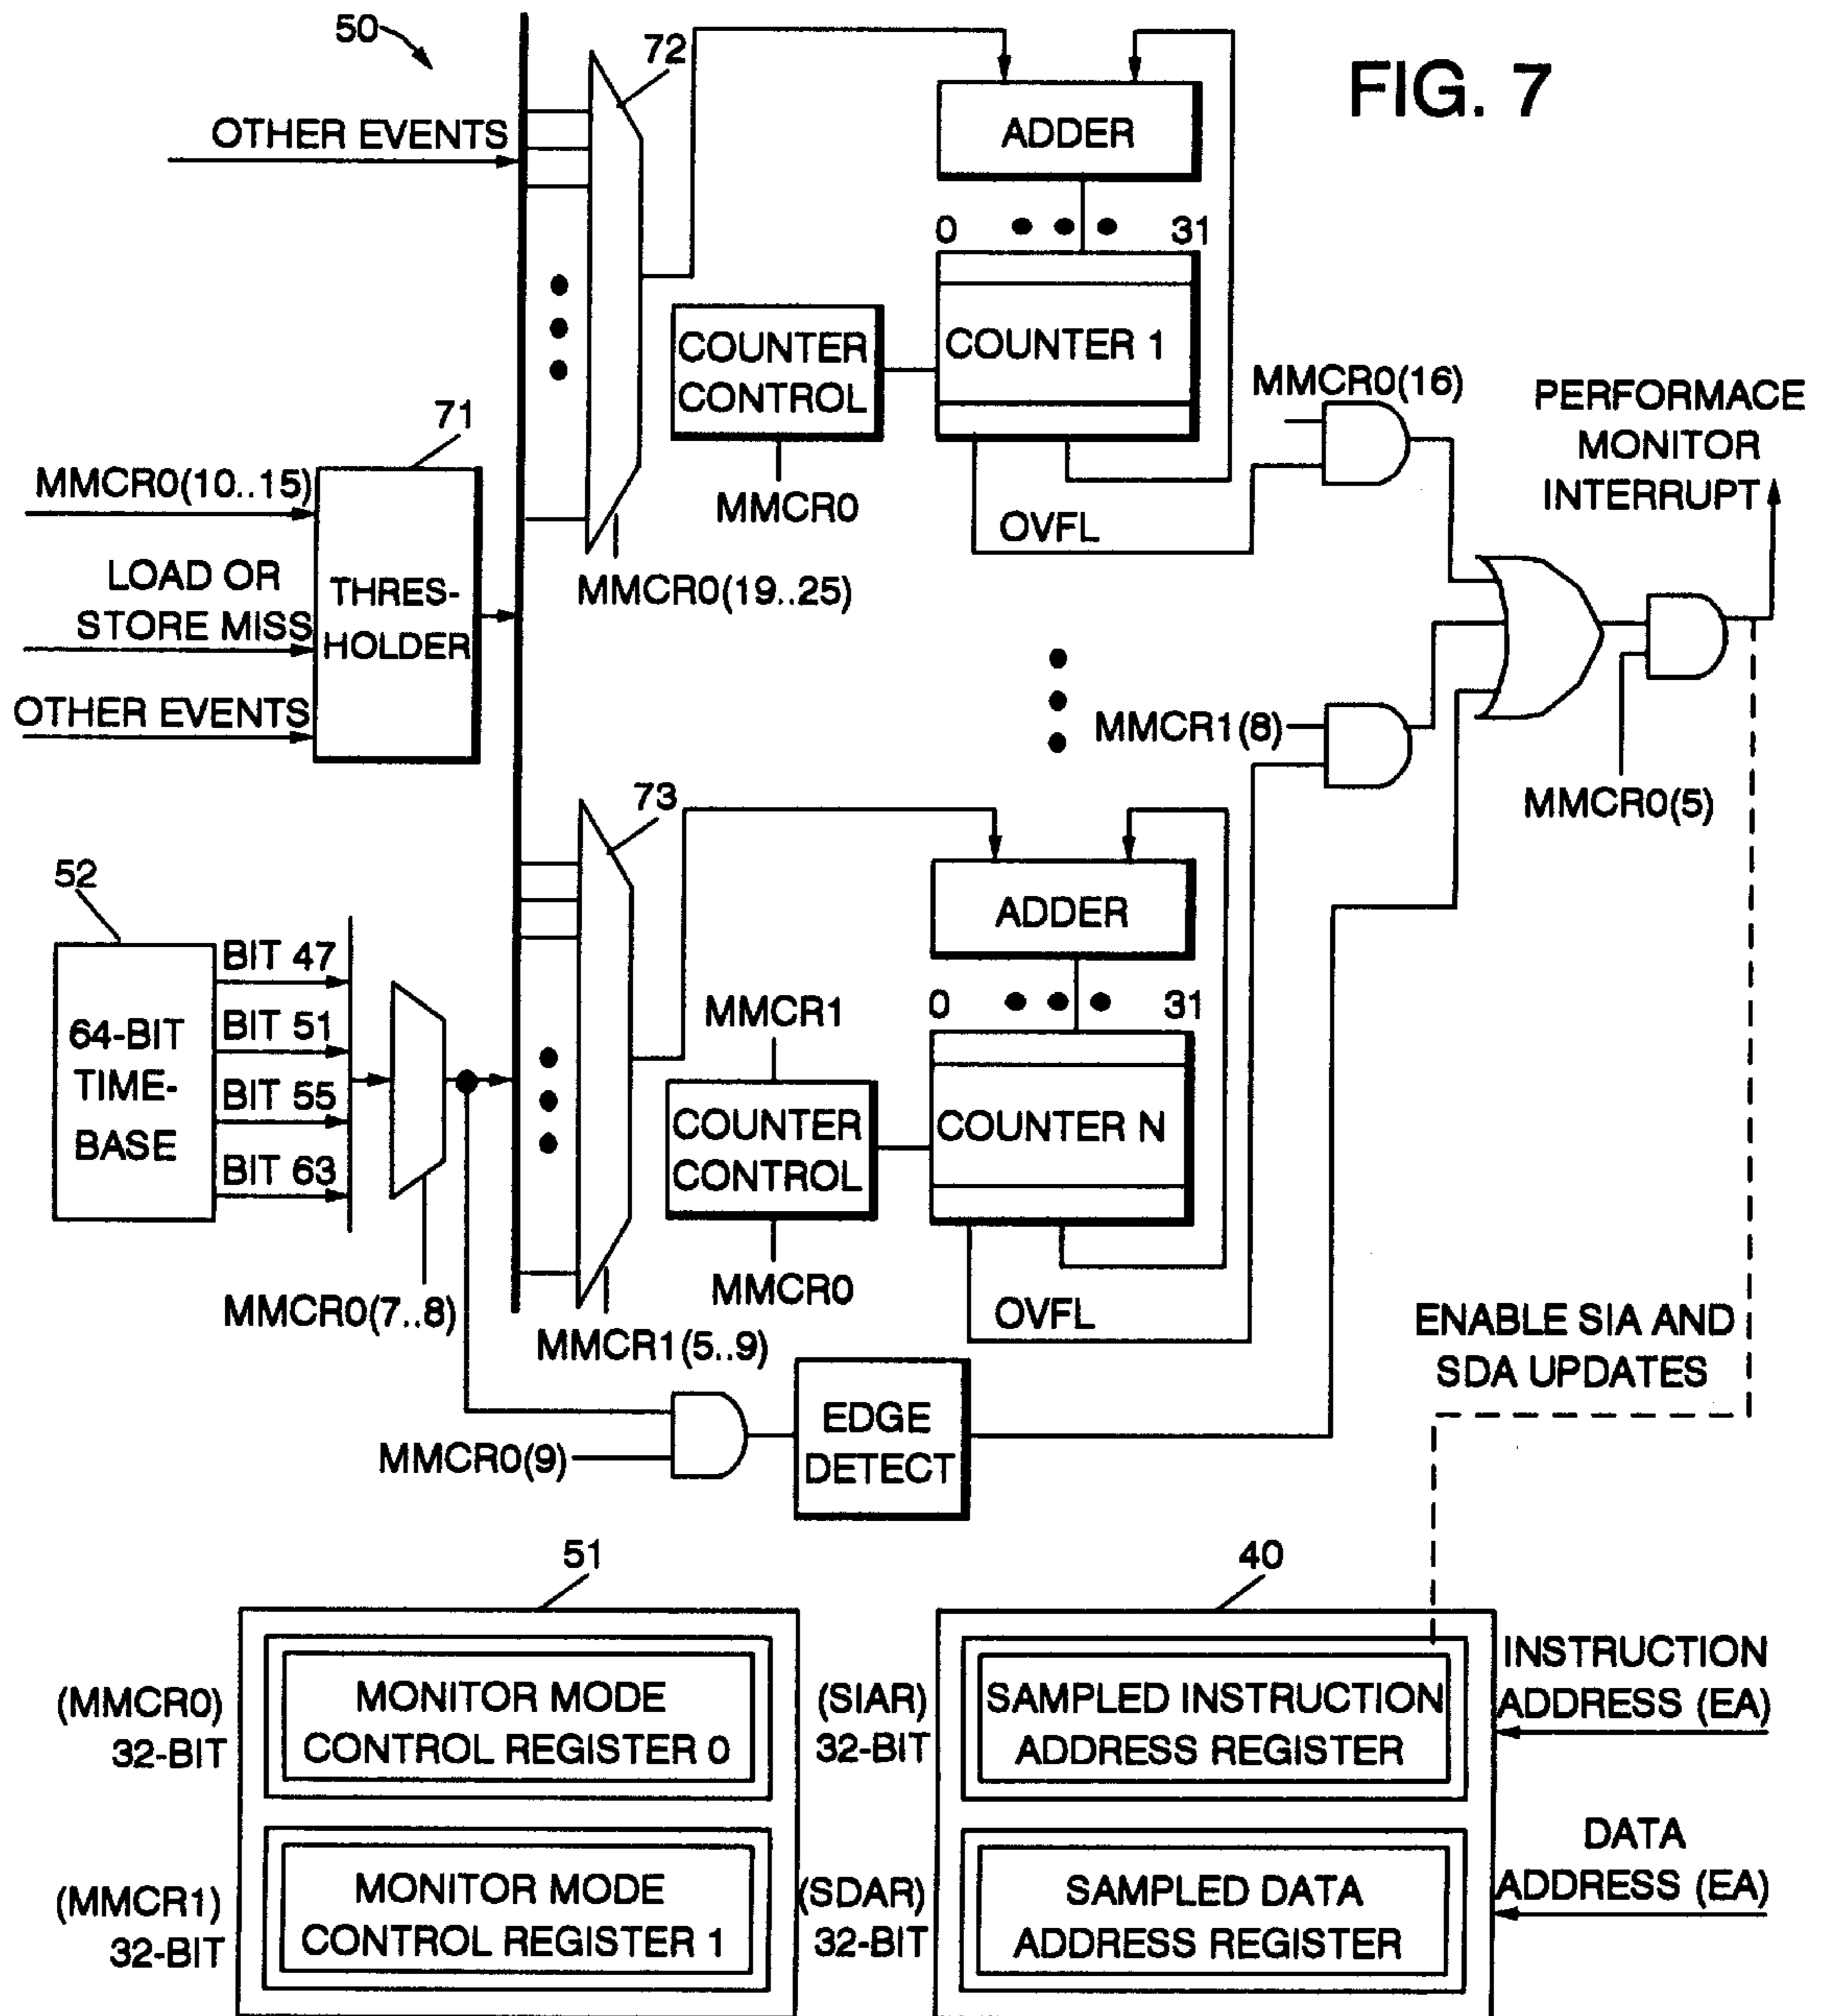 FIG. 7
50
72
OTHER EVENTS
ADDER
0
31
COUNTER 1
COUNTER
CONTROL
MMCR0
OVFL
MMCR0(19..25)
MMCR0(16)
PERFORMACE
MONITOR
INTERRUPT
71
MMCR0(10..15)
LOAD OR
STORE MISS
OTHER EVENTS
THRES-
HOLDER
MMCR1(8)
MMCR0(5)
73
ADDER
0
31
52
64-BIT
TIME-
BASE
BIT 47
BIT 51
BIT 55
BIT 63
MMCR0(7..8)
MMCR1
COUNTER
CONTROL
MMCR0
COUNTER N
OVFL
MMCR1(5..9)
MMCR0(9)
EDGE
DETECT
ENABLE SIA AND
SDA UPDATES
51
(MMCR0)
32-BIT
MONITOR MODE
CONTROL REGISTER 0
(MMCR1)
32-BIT
MONITOR MODE
CONTROL REGISTER 1
40
(SIAR)
32-BIT
SAMPLED INSTRUCTION
ADDRESS REGISTER
INSTRUCTION
ADDRESS (EA)
(SDAR)
32-BIT
SAMPLED DATA
ADDRESS REGISTER
DATA
ADDRESS (EA)